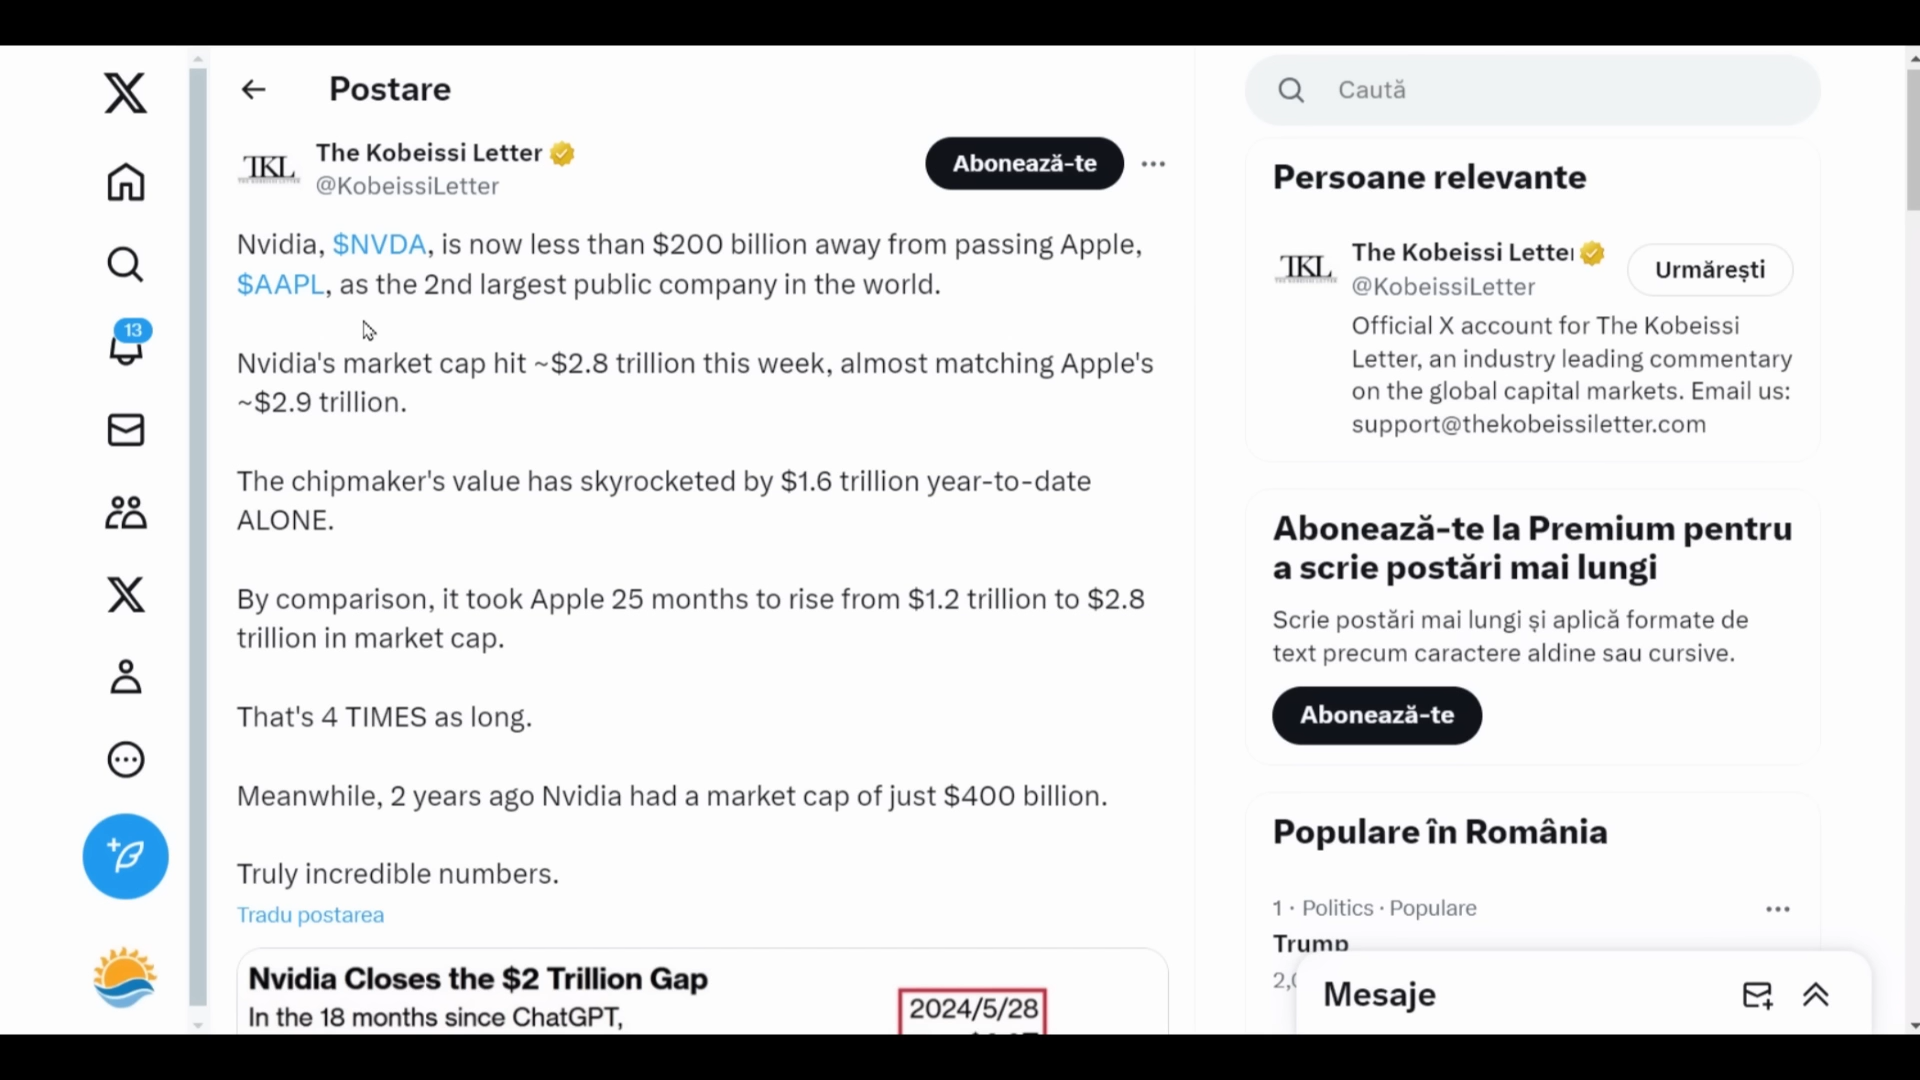 Postare
Caută
TKL
The Kobeissi Letter
@KobeissiLetter
Abonează-te
Nvidia, $NVDA, is now less than $200 billion away from passing Apple,
$AAPL, as the 2nd largest public company in the world.
13
Nvidia's market cap hit ~$2.8 trillion this week, almost matching Apple's
~$2.9 trillion.
The chipmaker's value has skyrocketed by $1.6 trillion year-to-date
ALONE.
By comparison, it took Apple 25 months to rise from $1.2 trillion to $2.8
trillion in market cap.
That's 4 TIMES as long.
Meanwhile, 2 years ago Nvidia had a market cap of just $400 billion.
Truly incredible numbers.
Tradu postarea
Nvidia Closes the $2 Trillion Gap
In the 18 months since ChatGPT,
2024/5/28
Persoane relevante
TKL
The Kobeissi Letter
@KobeissiLetter
Urmărești
Official X account for The Kobeissi
Letter, an industry leading commentary
on the global capital markets. Email us:
support@thekobeissiletter.com
Abonează-te la Premium pentru
a scrie postări mai lungi
Scrie postări mai lungi și aplică formate de
text precum caractere aldine sau cursive.
Abonează-te
Populare în România
1 · Politics · Populare
Trump
Mesaje